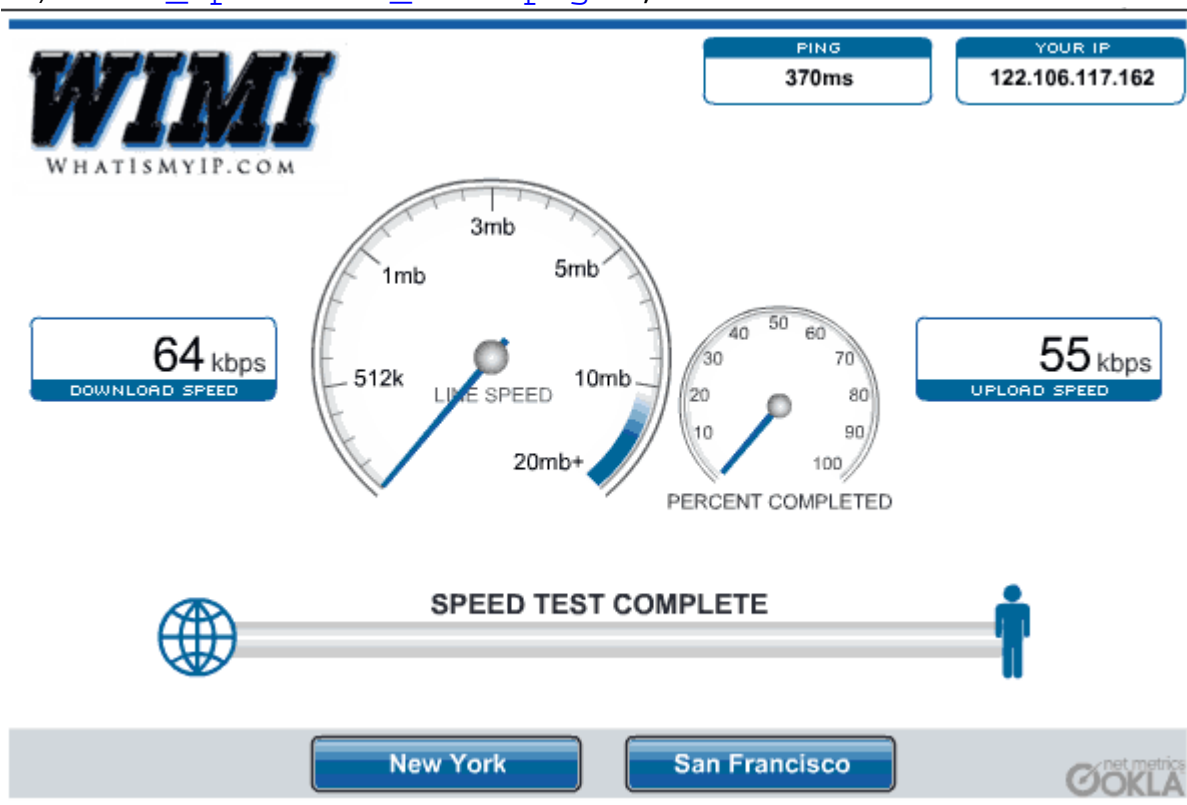 WIMI
WHATISMYIP.COM
PING
370ms
YOUR IP
122.106.117.162
3mb
1mb
5mb
512k
10mb
20mb+
LINE SPEED
64 kbps
DOWNLOAD SPEED
10
20
30
40
50
60
70
80
90
100
PERCENT COMPLETED
55 kbps
UPLOAD SPEED
SPEED TEST COMPLETE
New York
San Francisco
net metrics
OOKLA